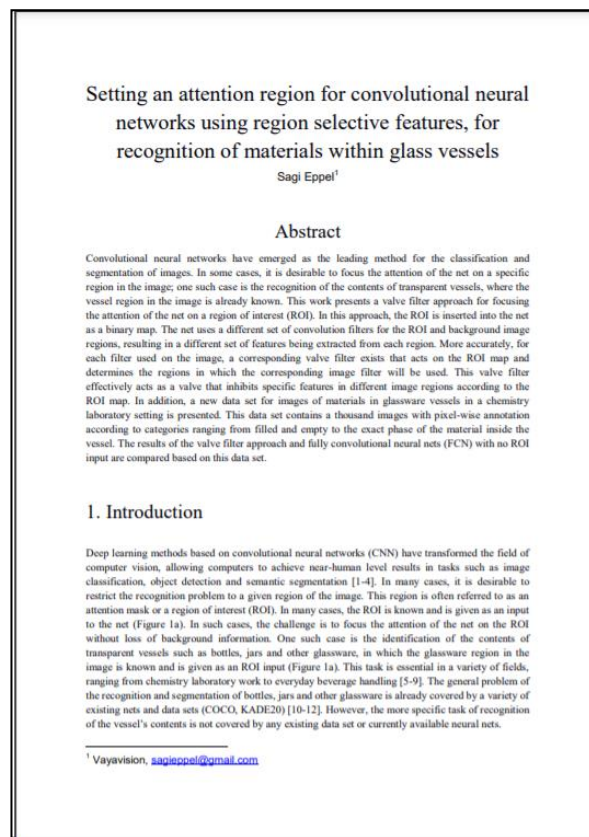 Setting an attention region for convolutional neural
networks using region selective features, for
recognition of materials within glass vessels
Sagi Eppel1
Abstract
Convolutional neural networks have emerged as the leading method for the classification and
segmentation of images. In some cases, it is desirable to focus the attention of the net on a specific
region in the image; one such case is the recognition of the contents of transparent vessels, where the
vessel region in the image is already known. This work presents a valve filter approach for focusing
the attention of the net on a region of interest (ROI). In this approach, the ROI is inserted into the net
as a binary map. The net uses a different set of convolution filters for the ROI and background image
regions, resulting in a different set of features being extracted from each region. More accurately, for
each filter used on the image, a corresponding valve filter exists that acts on the ROI map and
determines the regions in which the corresponding image filter will be used. This valve filter
effectively acts as a valve that inhibits specific features in different image regions according to the
ROI map. In addition, a new data set for images of materials in glassware vessels in a chemistry
laboratory setting is presented. This data set contains a thousand images with pixel-wise annotation
according to categories ranging from filled and empty to the exact phase of the material inside the
vessel. The results of the valve filter approach and fully convolutional neural nets (FCN) with no ROI
input are compared based on this data set.
1. Introduction
Deep learning methods based on convolutional neural networks (CNN) have transformed the field of
computer vision, allowing computers to achieve near-human level results in tasks such as image
classification, object detection and semantic segmentation [1-4]. In many cases, it is desirable to
restrict the recognition problem to a given region of the image. This region is often referred to as an
attention mask or a region of interest (ROI). In many cases, the ROI is known and is given as an input
to the net (Figure 1a). In such cases, the challenge is to focus the attention of the net on the ROI
without loss of background information. One such case is the identification of the contents of
transparent vessels such as bottles, jars and other glassware, in which the glassware region in the
image is known and is given as an ROI input (Figure 1a). This task is essential in a variety of fields,
ranging from chemistry laboratory work to everyday beverage handling [5-9]. The general problem of
the recognition and segmentation of bottles, jars and other glassware is already covered by a variety of
existing nets and data sets (COCO, KADE20) [10-12]. However, the more specific task of recognition
of the vessel's contents is not covered by any existing data set or currently available neural nets.
1 Vayavision, sagieppel@gmail.com